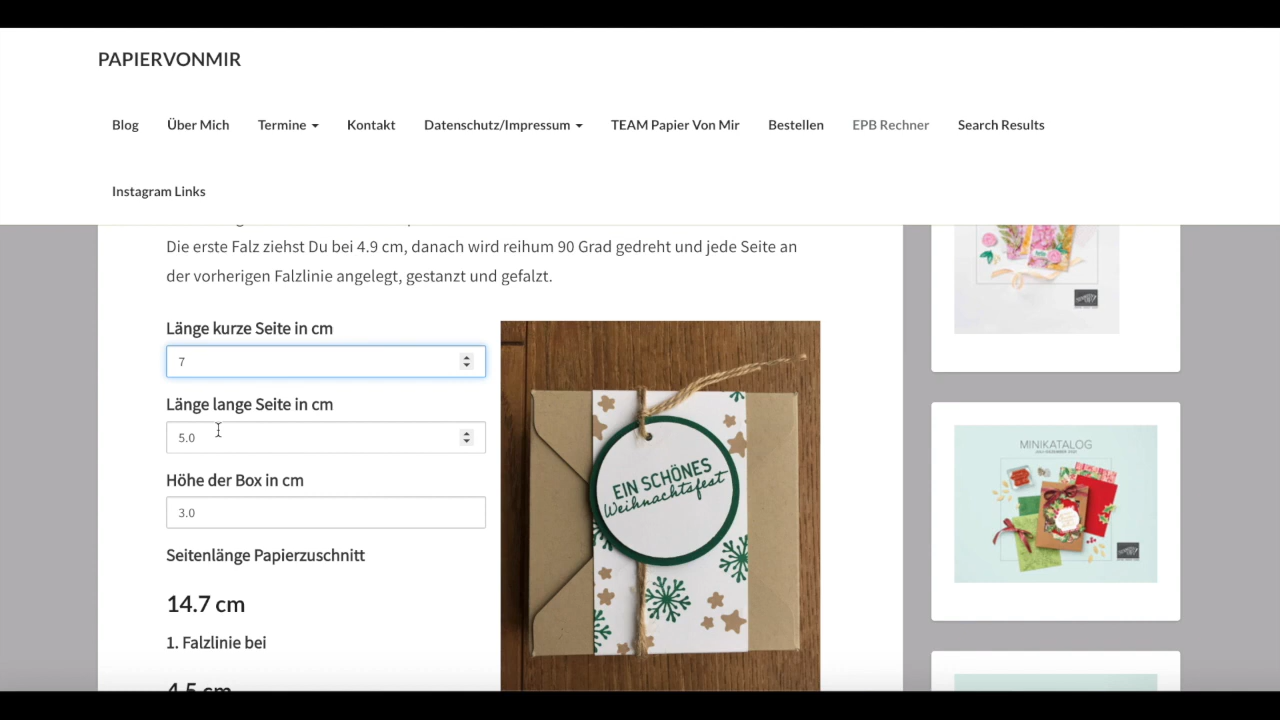 PAPIERVONMIR
Blog Über Mich Termine Kontakt Datenschutz/Impressum TEAM Papier Von Mir Bestellen EPB Rechner Search Results
Instagram Links
Die erste Falz ziehst Du bei 4.9 cm, danach wird reihum 90 Grad gedreht und jede Seite an
der vorherigen Falzlinie angelegt, gestanzt und gefalzt.
Länge kurze Seite in cm
7
Länge lange Seite in cm
5.0
Höhe der Box in cm
3.0
Seitenlänge Papierzuschnitt
14.7 cm
1. Falzlinie bei
4.5 cm
EIN SCHÖNES
Weihnachtsfest
MINIKATALOG